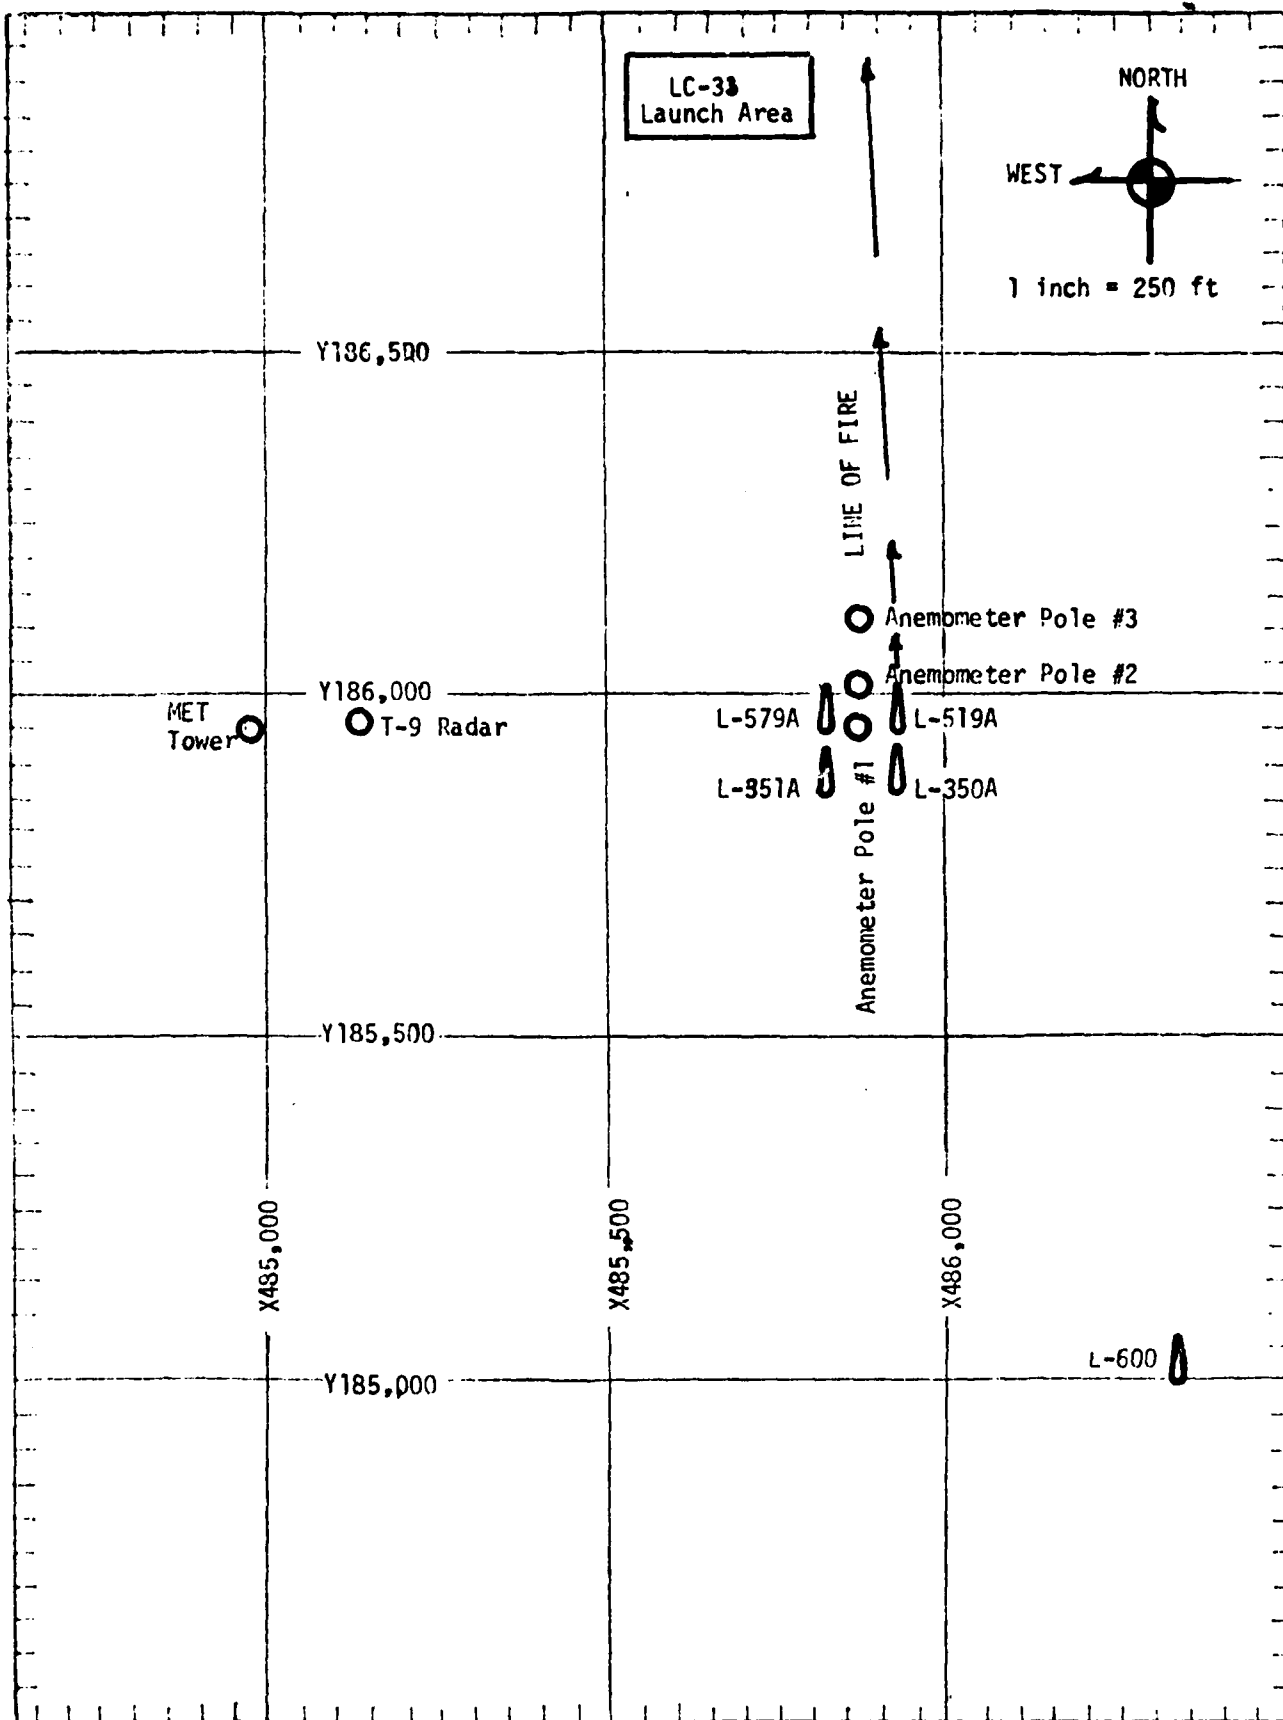 LC-33
Launch Area
NORTH
WEST
1 inch = 250 ft
Y186,500
LINE OF FIRE
Anemometer Pole #3
Anemometer Pole #2
Y186,000
MET
Tower
T-9 Radar
L-579A
L-519A
L-351A
L-350A
Anemometer Pole #1
Y185,500
X485,000
X485,500
X486,000
L-600
Y185,000